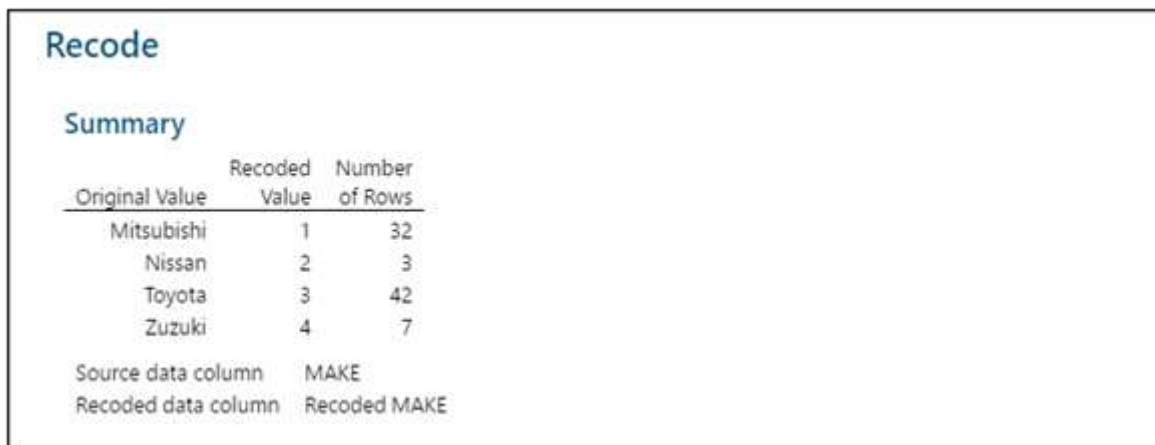 Recode
Summary
Recoded Number
Original Value Value of Rows
Mitsubishi 1 32
Nissan 2 3
Toyota 3 42
Zuzuki 4 7
Source data column MAKE
Recoded data column Recoded MAKE